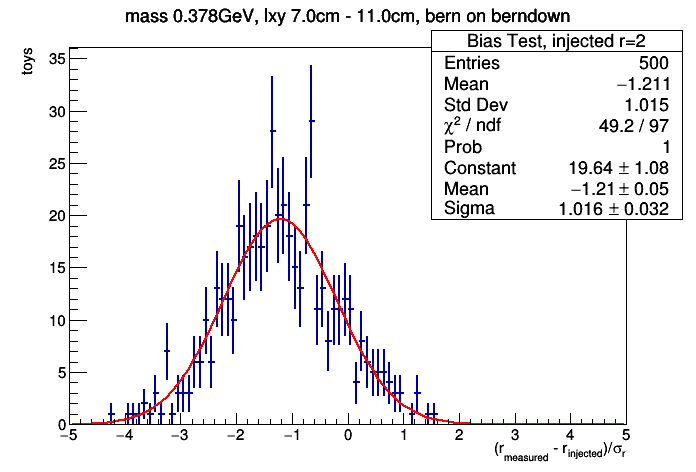 mass 0.378GeV, lxy 7.0cm - 11.0cm, bern on berndown
toys
Bias Test, injected r=2
Entries 500
Mean −1.211
Std Dev 1.015
χ² / ndf 49.2 / 97
Prob 1
Constant 19.64 ± 1.08
Mean −1.21 ± 0.05
Sigma 1.016 ± 0.032
35
30
25
20
15
10
5
0
−5 −4 −3 −2 −1 0 1 2 3 4 5
(r_measured - r_injected)/σ_r